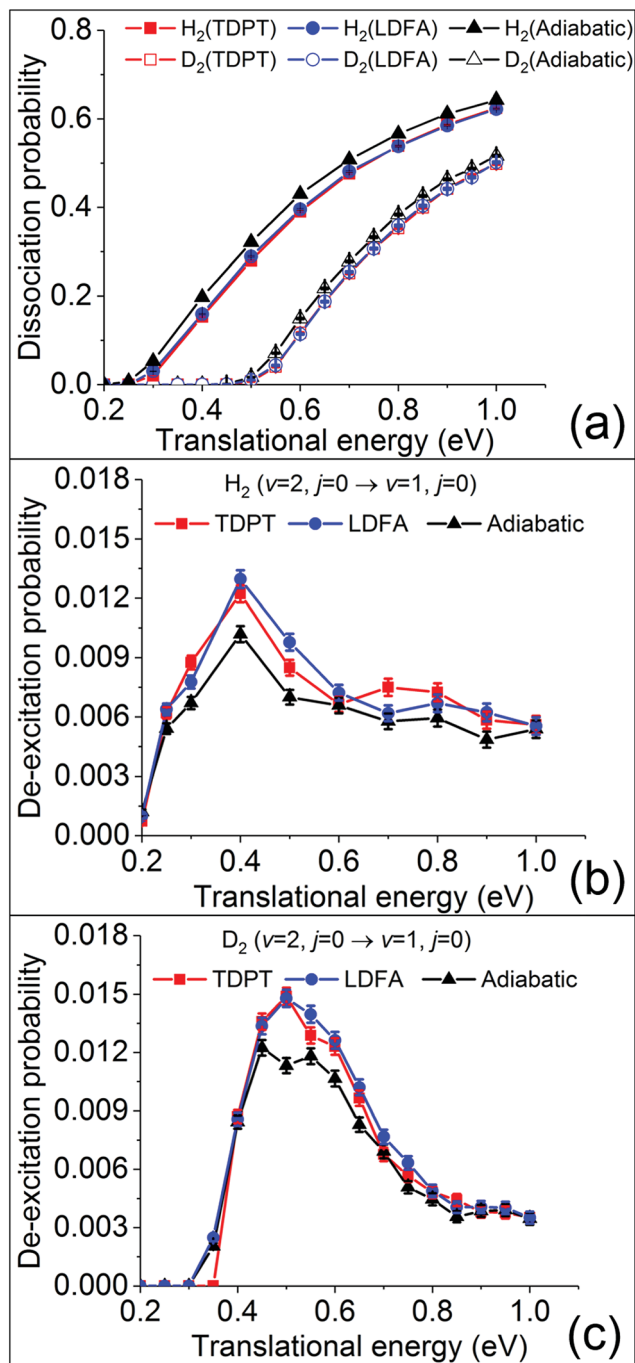 H₂(TDPT) H₂(LDFA) H₂(Adiabatic)
D₂(TDPT) D₂(LDFA) D₂(Adiabatic)
Dissociation probability
0.8
0.6
0.4
0.2
0.0
0.2 0.4 0.6 0.8 1.0
Translational energy (eV)
(a)
H₂ (v=2, j=0 → v=1, j=0)
TDPT LDFA Adiabatic
De-excitation probability
0.018
0.015
0.012
0.009
0.006
0.003
0.000
0.2 0.4 0.6 0.8 1.0
Translational energy (eV)
(b)
D₂ (v=2, j=0 → v=1, j=0)
TDPT LDFA Adiabatic
De-excitation probability
0.018
0.015
0.012
0.009
0.006
0.003
0.000
0.2 0.4 0.6 0.8 1.0
Translational energy (eV)
(c)